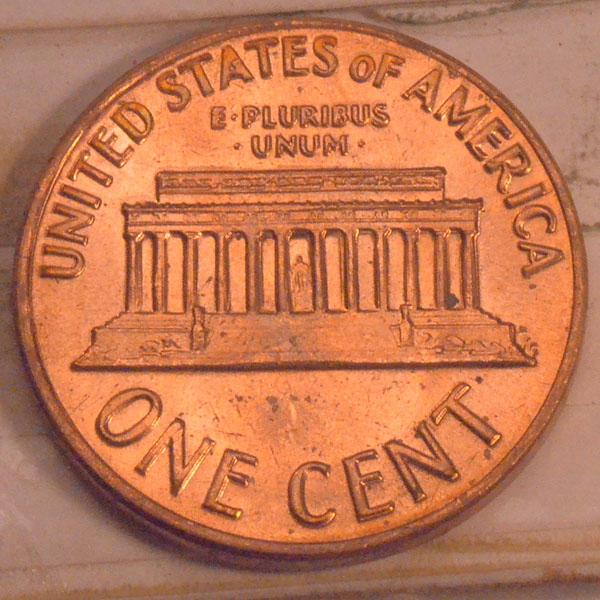 UNITED STATES OF AMERICA
E·PLURIBUS
·UNUM·
ONE CENT